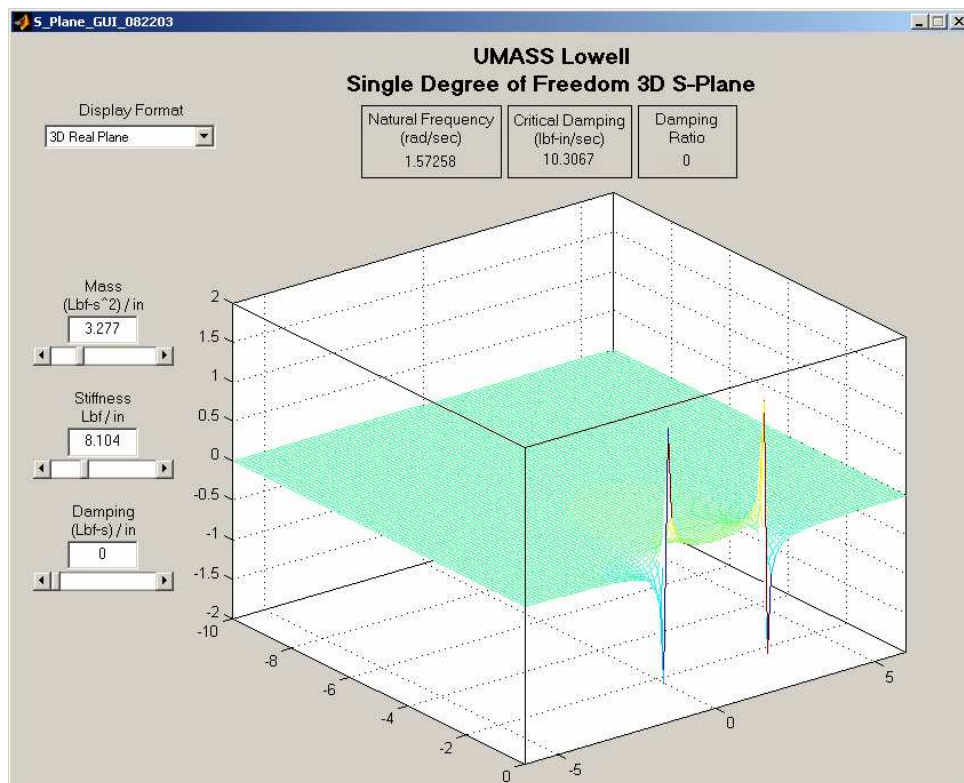 S_Plane_GUI_082203
UMASS Lowell
Single Degree of Freedom 3D S-Plane
Display Format
3D Real Plane
Natural Frequency
(rad/sec)
1.57258
Critical Damping
(lbf-in/sec)
10.3067
Damping
Ratio
0
Mass
(Lbf-s^2) / in
3.277
Stiffness
Lbf / in
8.104
Damping
(Lbf-s) / in
0
2
1.5
1
0.5
0
-0.5
-1
-1.5
-2
-10
-8
-6
-4
-2
0
-5
0
5